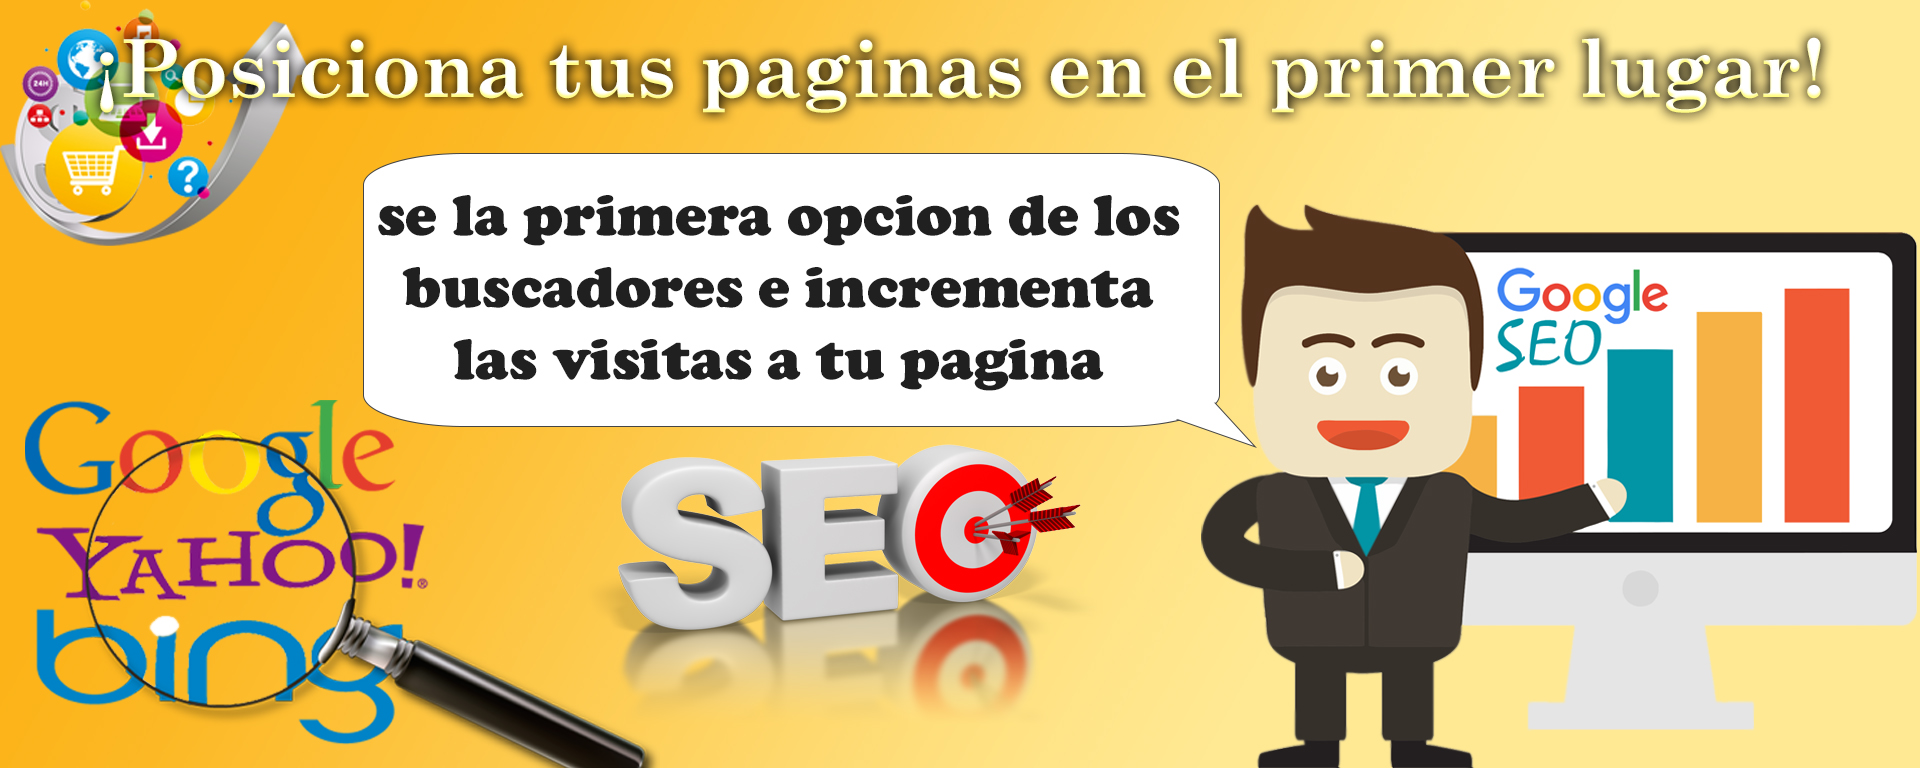 ¡Posiciona tus paginas en el primer lugar!
24H
?
se la primera opcion de los
buscadores e incrementa
las visitas a tu pagina
Google
SEO
Google
YAHOO!®
bing
SEO